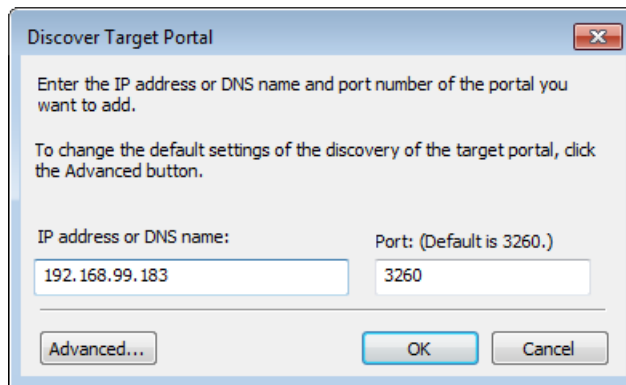 Discover Target Portal
Enter the IP address or DNS name and port number of the portal you
want to add.
To change the default settings of the discovery of the target portal, click
the Advanced button.
IP address or DNS name:
Port: (Default is 3260.)
192.168.99.183
3260
Advanced...
OK
Cancel